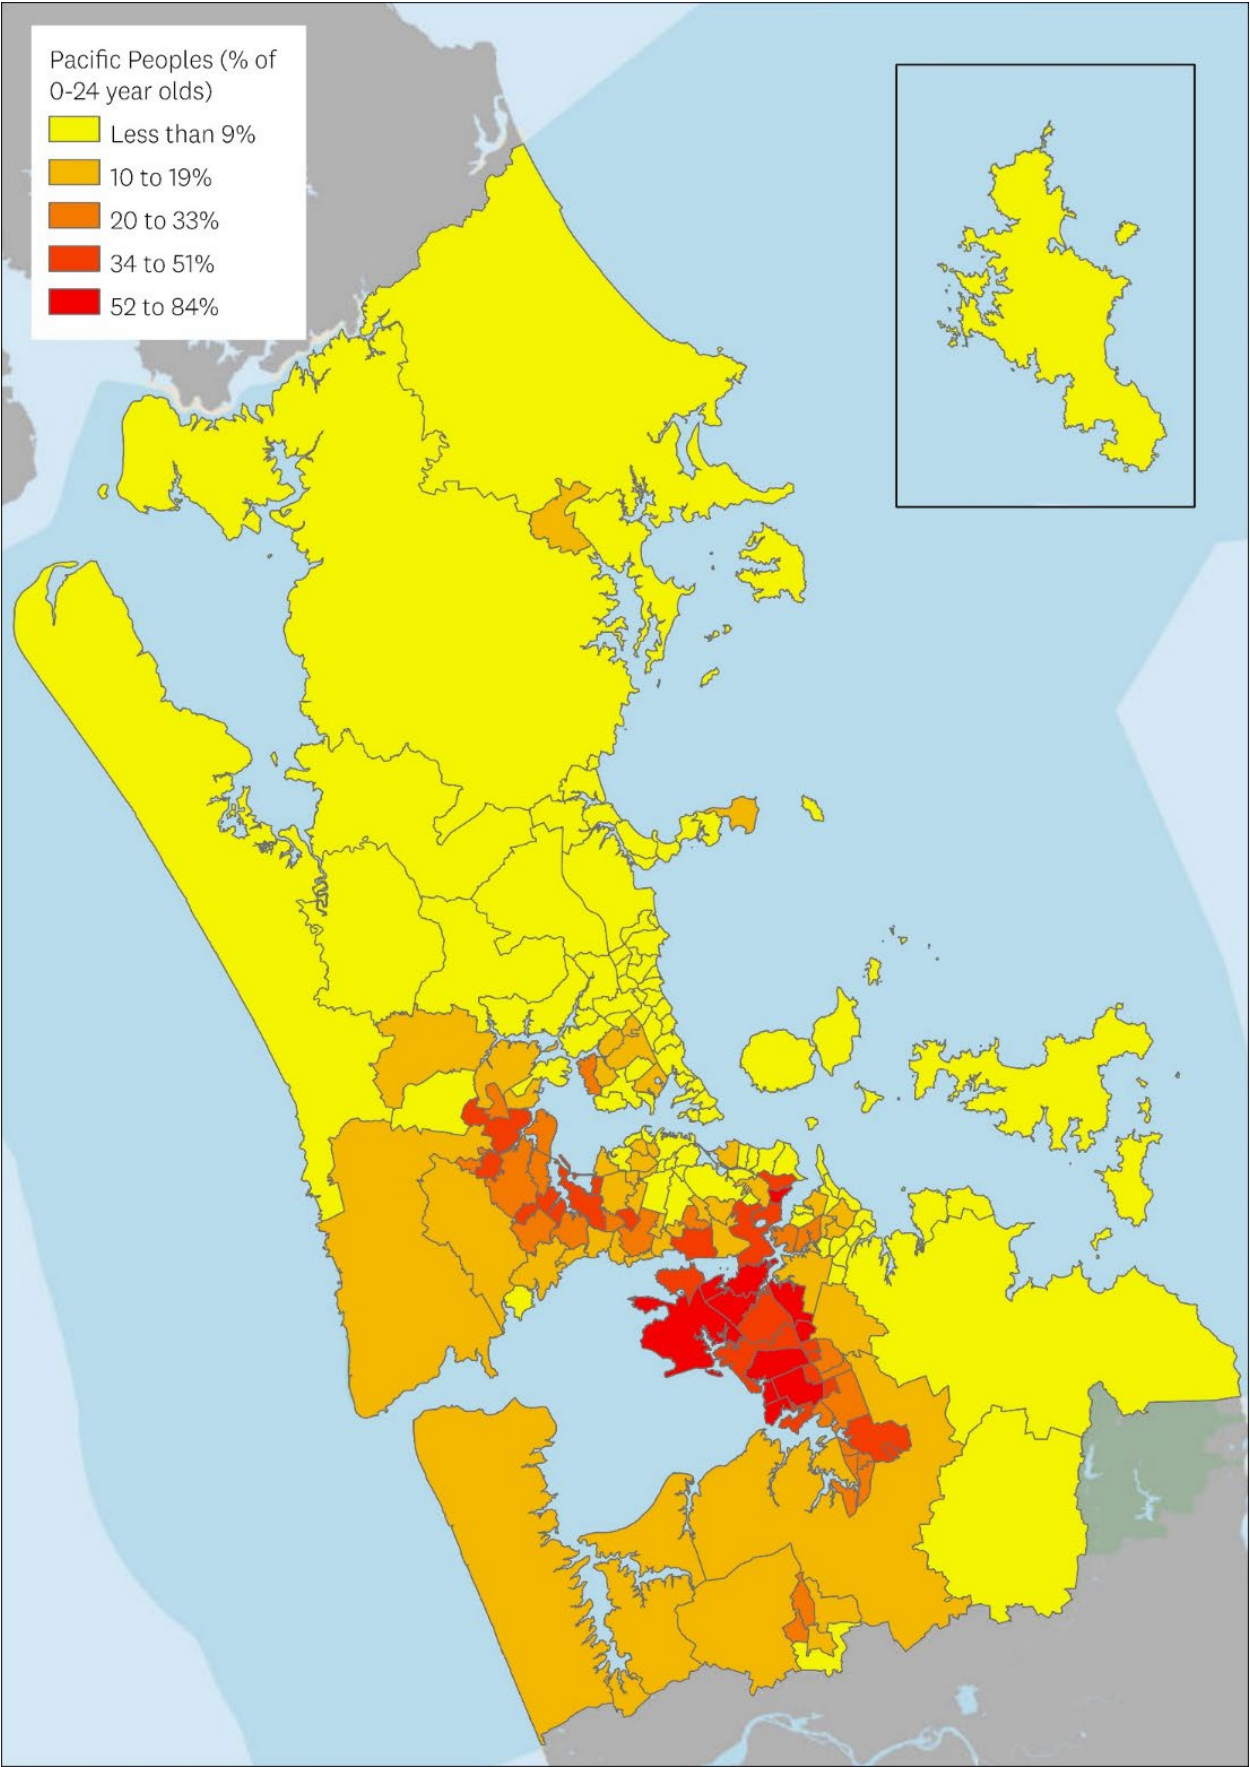 Pacific Peoples (% of
0-24 year olds)
Less than 9%
10 to 19%
20 to 33%
34 to 51%
52 to 84%